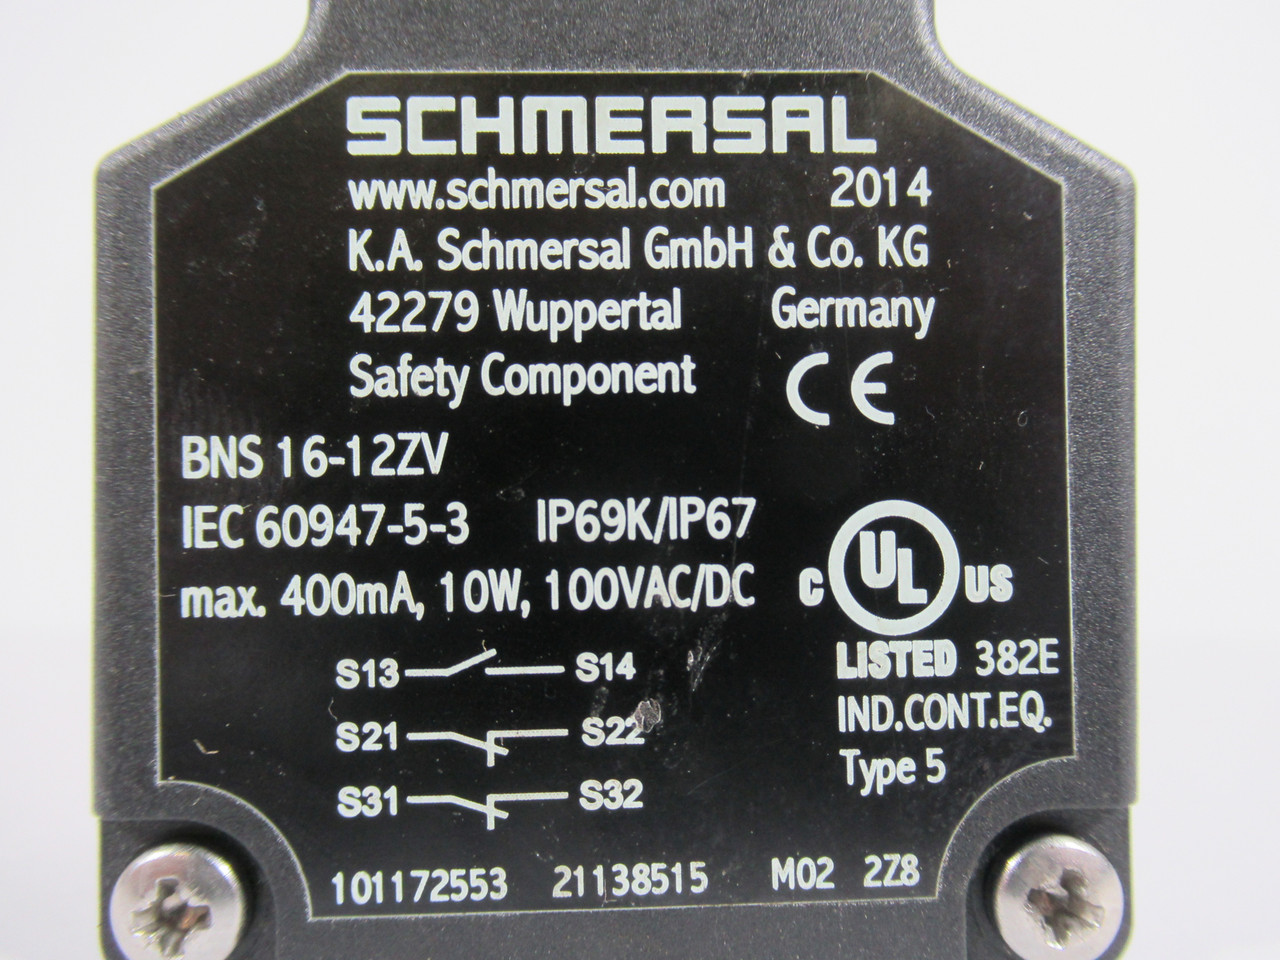 SCHMERSAL
www.schmersal.com 2014
K.A. Schmersal GmbH & Co. KG
42279 Wuppertal Germany
Safety Component CE
BNS 16-12ZV
IEC 60947-5-3 IP69K/IP67
max. 400mA, 10W, 100VAC/DC
C UL US
LISTED 382E
IND.CONT.EQ.
Type 5
S13 S14
S21 S22
S31 S32
101172553 21138515 M02 2Z8